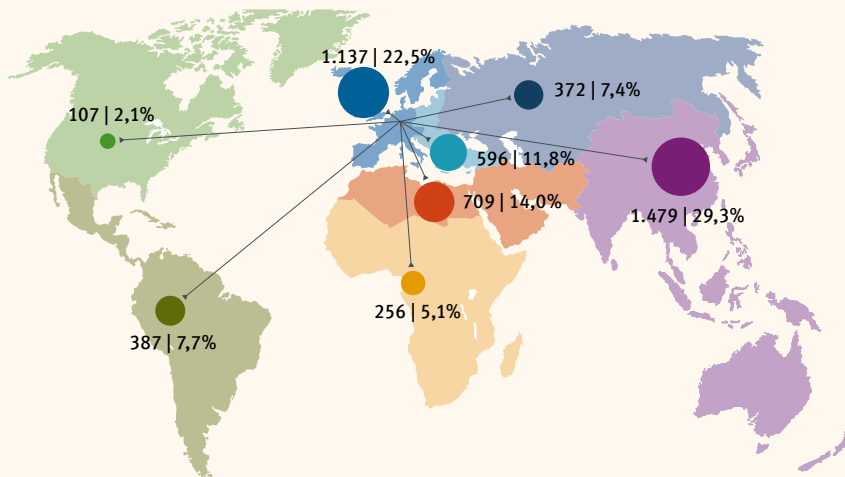 1.137 | 22,5%
372 | 7,4%
107 | 2,1%
596 | 11,8%
709 | 14,0%
1.479 | 29,3%
256 | 5,1%
387 | 7,7%